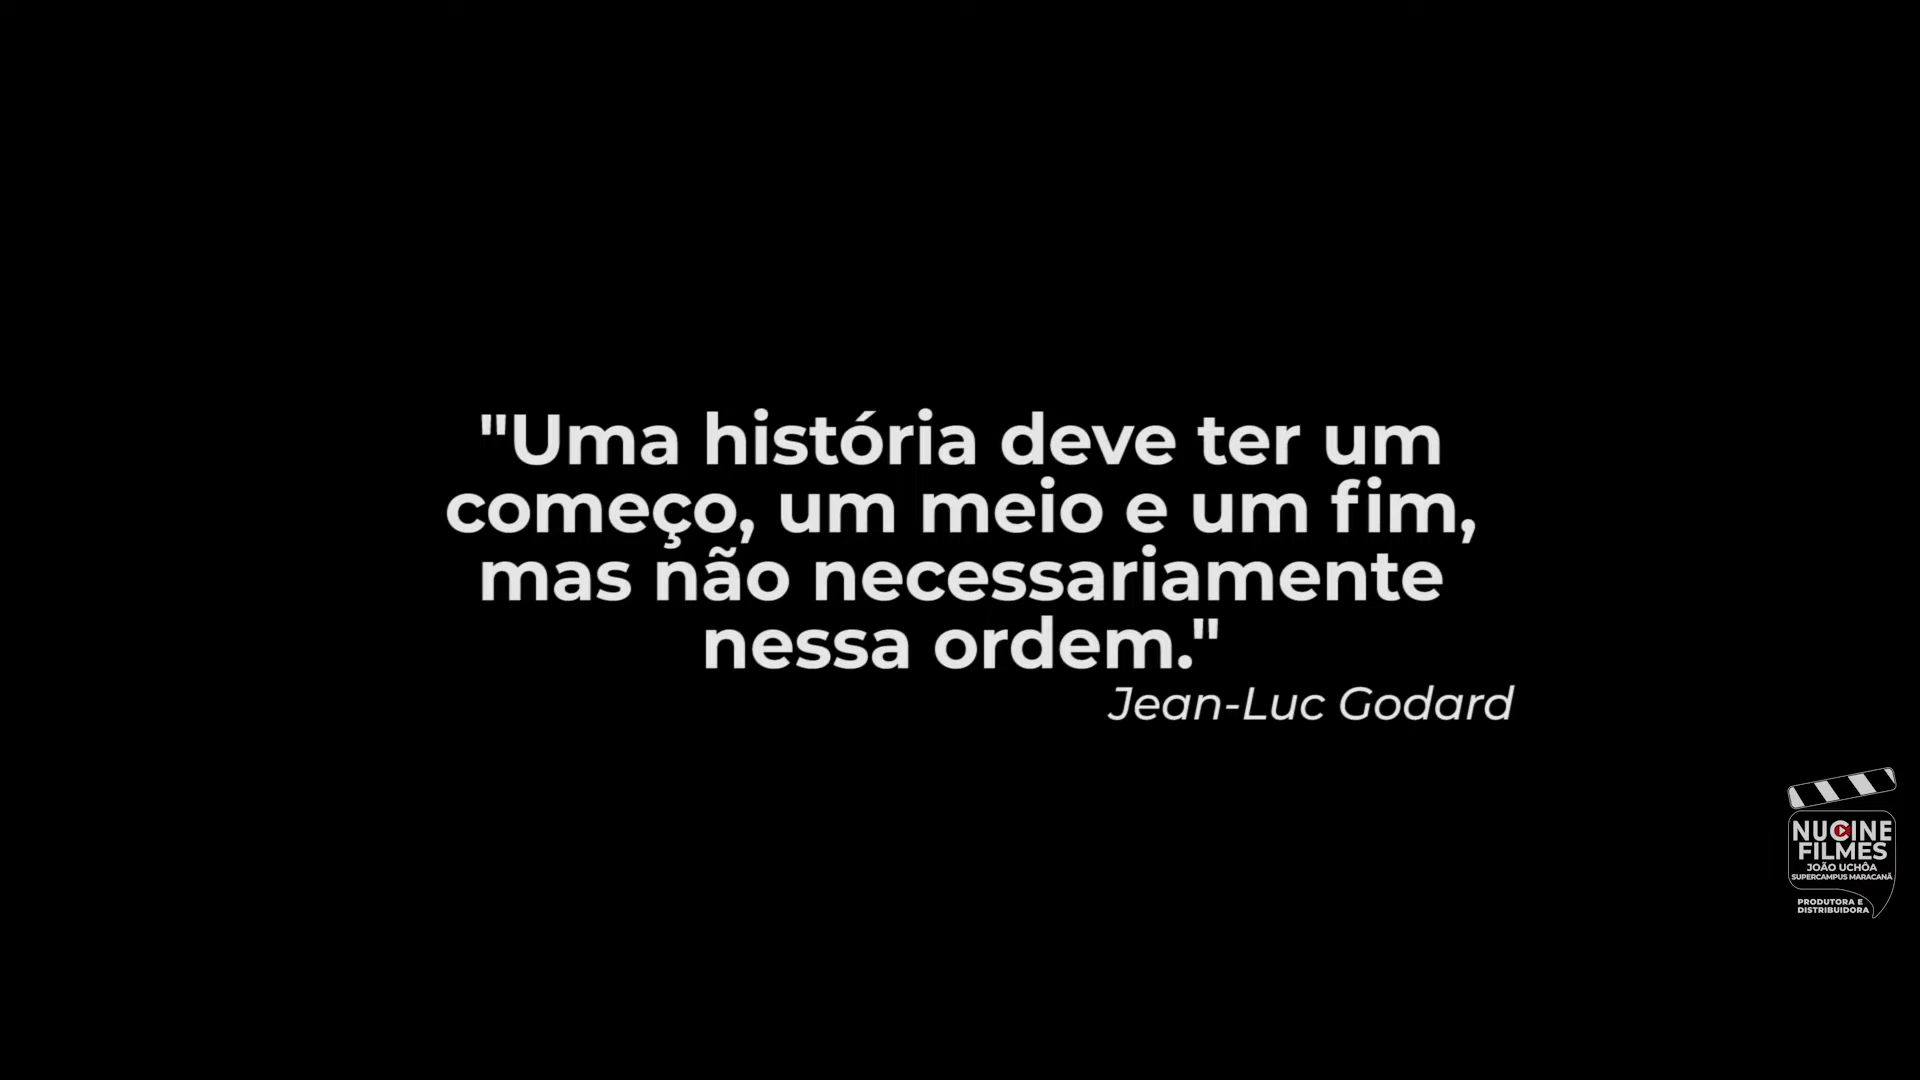 "Uma história deve ter um
começo, um meio e um fim,
mas não necessariamente
nessa ordem."
Jean-Luc Godard
NUCINE
FILMES
JOÃO UCHÔA
SUPERCAMPUS MARACANÃ
PRODUTORA E
DISTRIBUIDORA